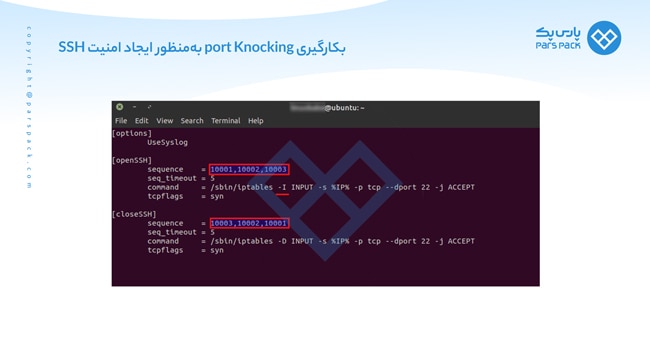 پارس پک
PARS PACK
بکارگیری port Knocking به‌منظور ایجاد امنیت SSH
copyright@parspack.com
@ubuntu: ~
File Edit View Search Terminal Help
[options]
UseSyslog
[openSSH]
sequence = 10001,10002,10003
seq_timeout = 5
command = /sbin/iptables -I INPUT -s %IP% -p tcp --dport 22 -j ACCEPT
tcpflags = syn
[closeSSH]
sequence = 10003,10002,10001
seq_timeout = 5
command = /sbin/iptables -D INPUT -s %IP% -p tcp --dport 22 -j ACCEPT
tcpflags = syn